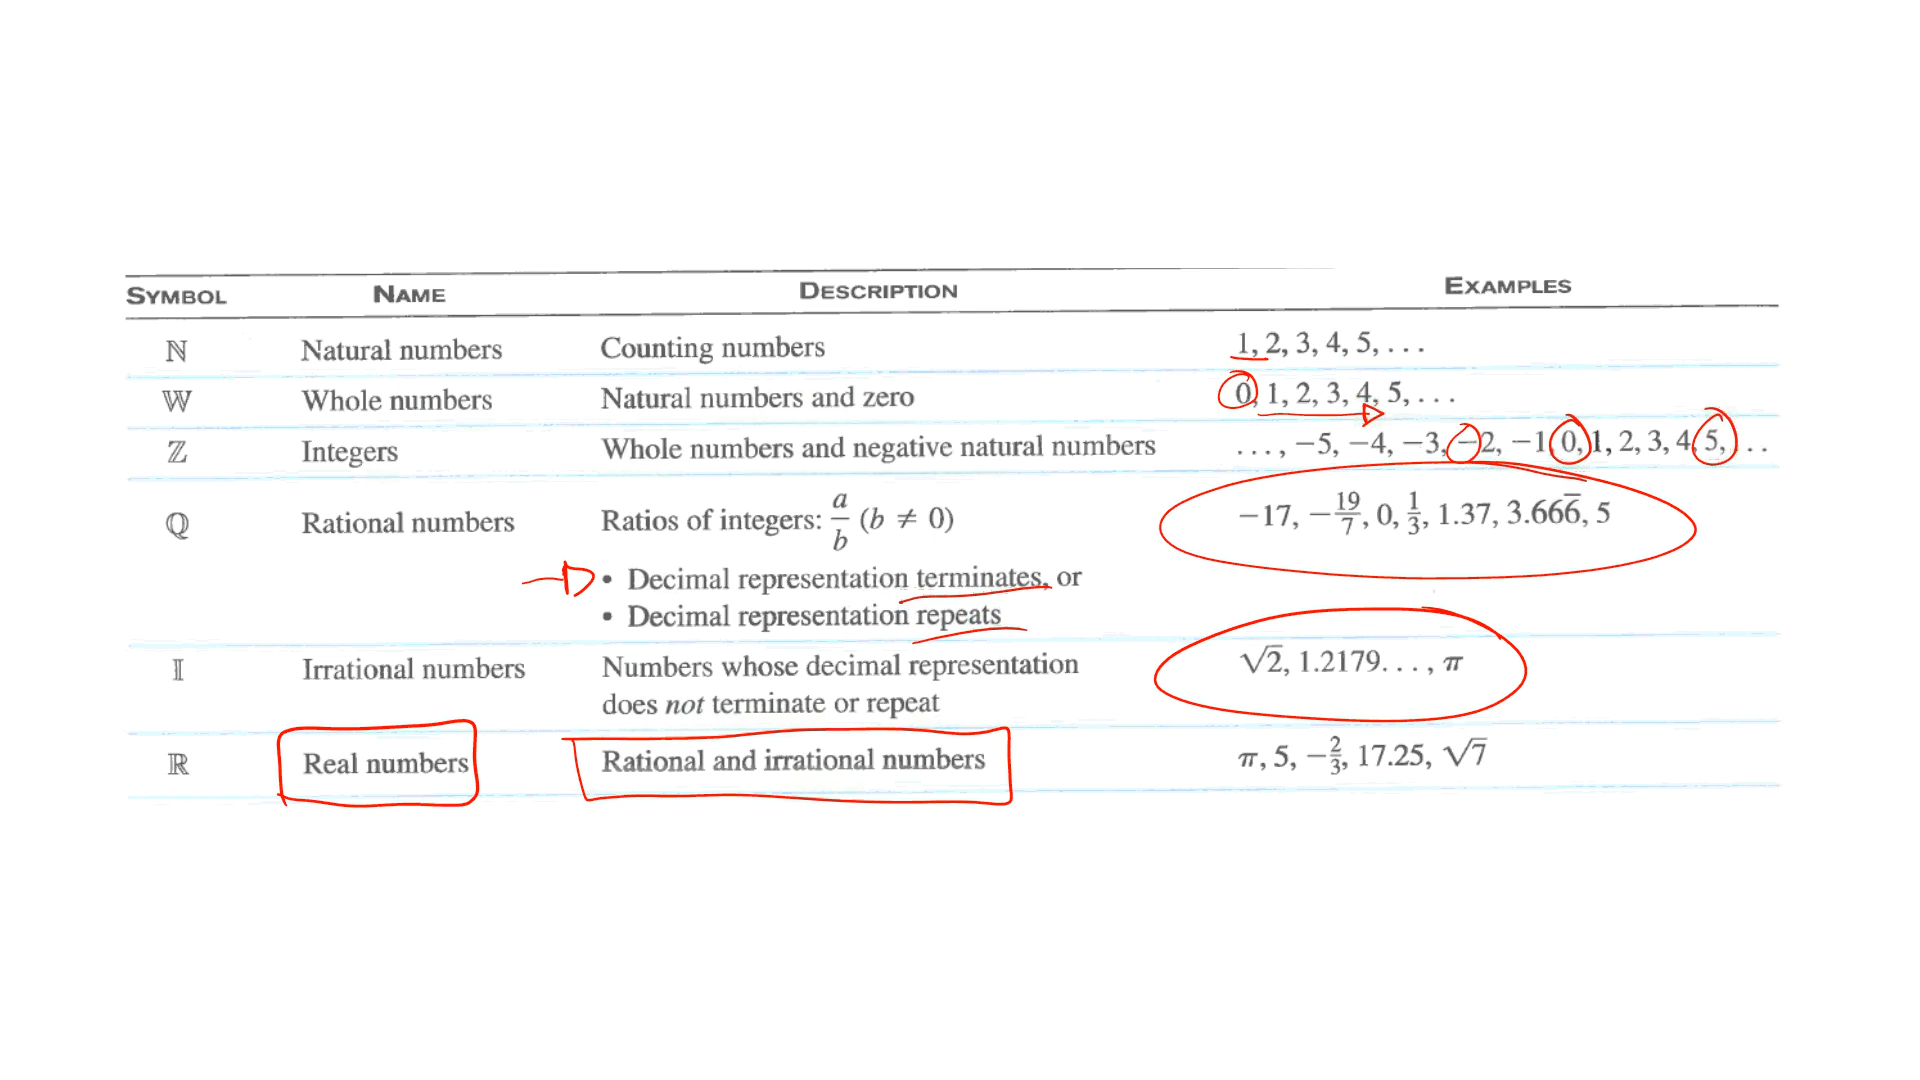 SYMBOL NAME DESCRIPTION EXAMPLES
ℕ Natural numbers Counting numbers 1, 2, 3, 4, 5, . . .
𝕎 Whole numbers Natural numbers and zero 0, 1, 2, 3, 4, 5, . . .
ℤ Integers Whole numbers and negative natural numbers . . . , −5, −4, −3, −2, −1, 0, 1, 2, 3, 4, 5, . . .
ℚ Rational numbers Ratios of integers: a/b (b ≠ 0) −17, −19/7, 0, 1/3, 1.37, 3.666̅, 5
• Decimal representation terminates, or
• Decimal representation repeats
𝕀 Irrational numbers Numbers whose decimal representation √2, 1.2179. . . , π
does not terminate or repeat
ℝ Real numbers Rational and irrational numbers π, 5, −2/3, 17.25, √7